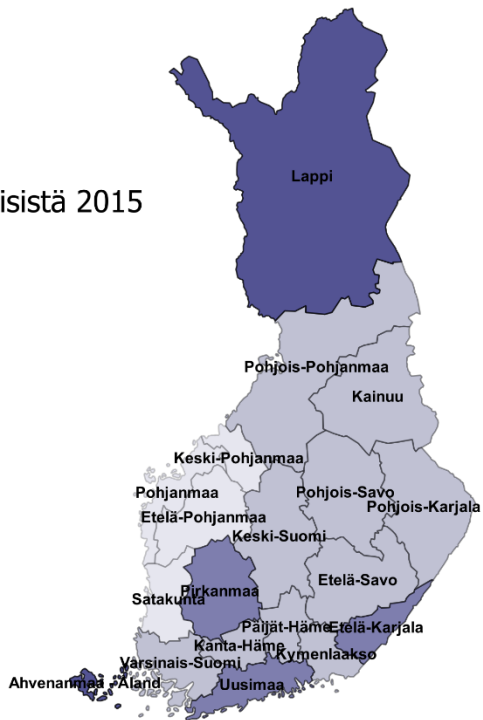 isistä 2015
Lappi
Pohjois-Pohjanmaa
Kainuu
Keski-Pohjanmaa
Pohjanmaa
Pohjois-Savo
Pohjois-Karjala
Etelä-Pohjanmaa
Keski-Suomi
Etelä-Savo
Pirkanmaa
Satakunta
Päijät-Häme
Etelä-Karjala
Kanta-Häme
Kymenlaakso
Varsinais-Suomi
Ahvenanmaa - Åland
Uusimaa